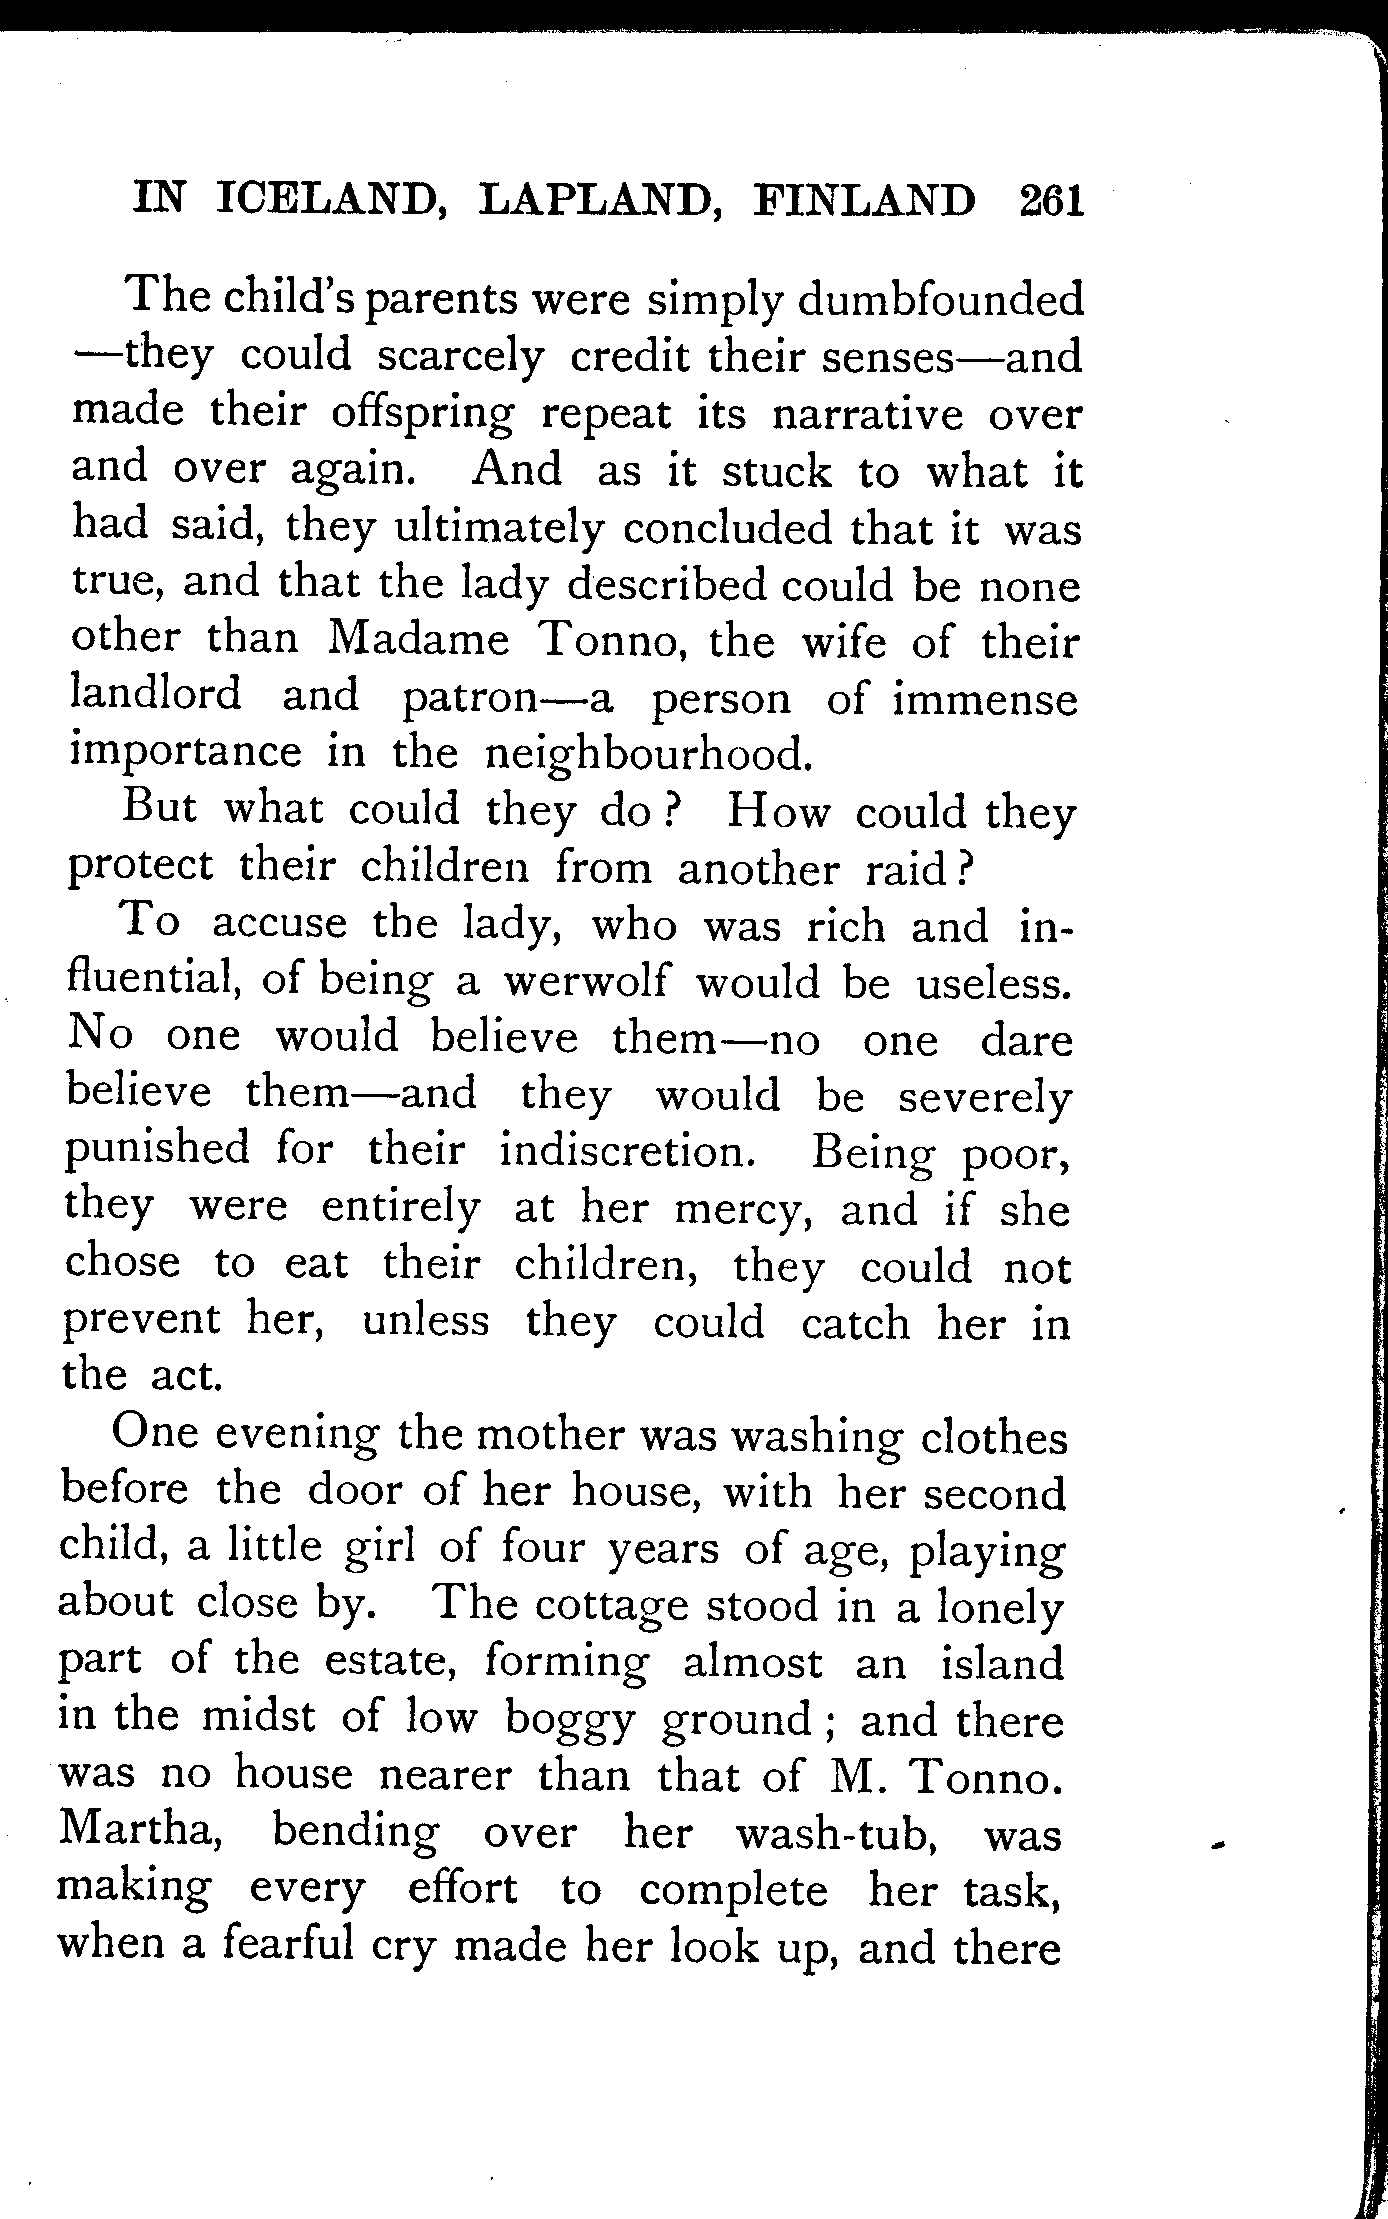 IN ICELAND, LAPLAND, FINLAND 261
The child's parents were simply dumbfounded
—they could scarcely credit their senses—and
made their offspring repeat its narrative over
and over again. And as it stuck to what it
had said, they ultimately concluded that it was
true, and that the lady described could be none
other than Madame Tonno, the wife of their
landlord and patron—a person of immense
importance in the neighbourhood.
But what could they do ? How could they
protect their children from another raid ?
To accuse the lady, who was rich and in-
fluential, of being a werwolf would be useless.
No one would believe them—no one dare
believe them—and they would be severely
punished for their indiscretion. Being poor,
they were entirely at her mercy, and if she
chose to eat their children, they could not
prevent her, unless they could catch her in
the act.
One evening the mother was washing clothes
before the door of her house, with her second
child, a little girl of four years of age, playing
about close by. The cottage stood in a lonely
part of the estate, forming almost an island
in the midst of low boggy ground ; and there
was no house nearer than that of M. Tonno.
Martha, bending over her wash-tub, was
making every effort to complete her task,
when a fearful cry made her look up, and there